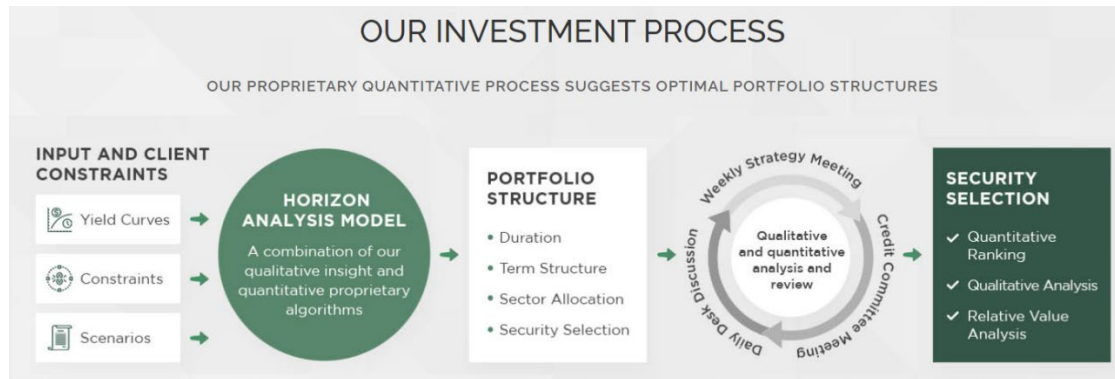 OUR INVESTMENT PROCESS
OUR PROPRIETARY QUANTITATIVE PROCESS SUGGESTS OPTIMAL PORTFOLIO STRUCTURES
INPUT AND CLIENT
CONSTRAINTS
Yield Curves
Constraints
Scenarios
HORIZON
ANALYSIS MODEL
A combination of our
qualitative insight and
quantitative proprietary
algorithms
PORTFOLIO
STRUCTURE
• Duration
• Term Structure
• Sector Allocation
• Security Selection
Weekly Strategy Meeting
Credit Committee Meeting
Daily Desk Discussion
Qualitative
and quantitative
analysis and
review
SECURITY
SELECTION
✓ Quantitative
Ranking
✓ Qualitative Analysis
✓ Relative Value
Analysis